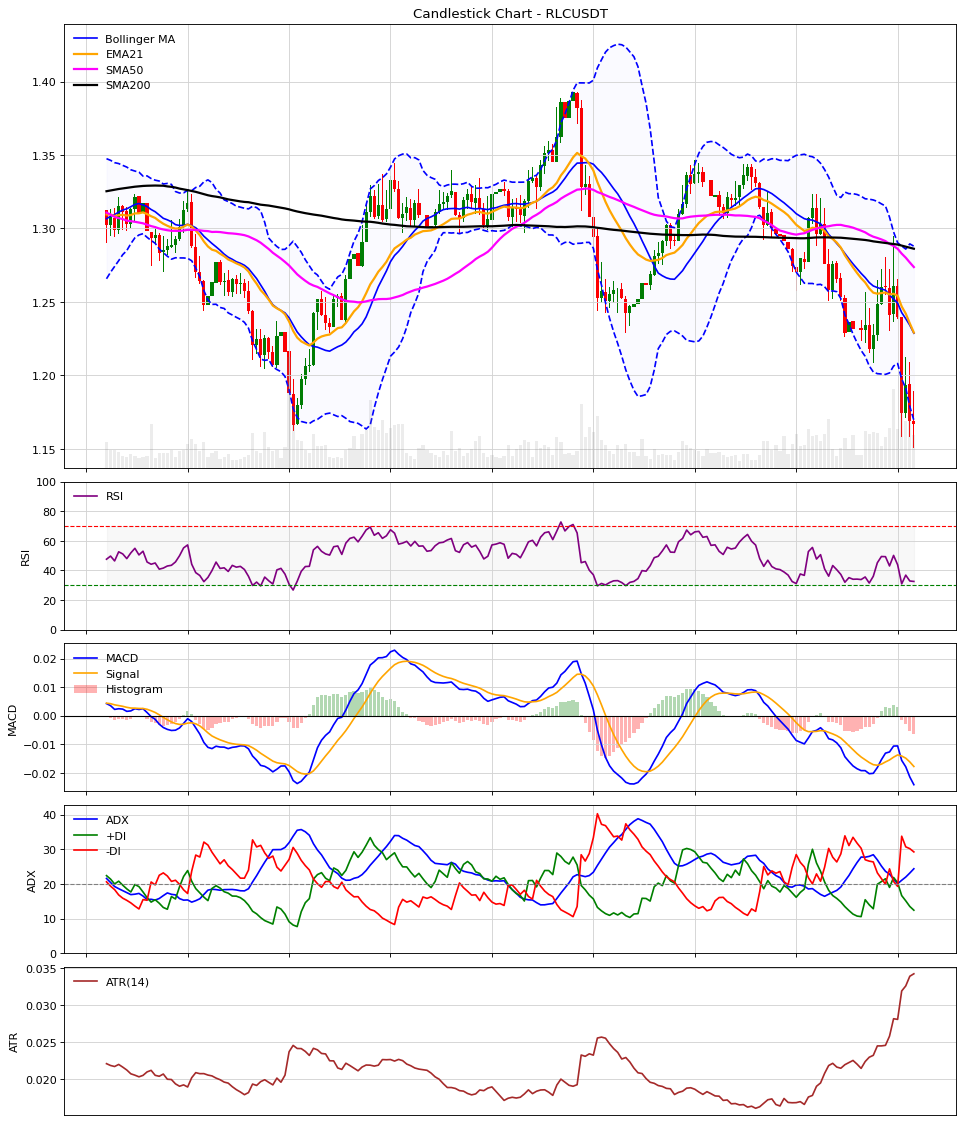 Candlestick Chart - RLCUSDT
Bollinger MA
EMA21
SMA50
SMA200
1.40
1.35
1.30
1.25
1.20
1.15
RSI
RSI
100
80
60
40
20
0
MACD
Signal
Histogram
MACD
0.02
0.01
0.00
−0.01
−0.02
ADX
+DI
-DI
ADX
40
30
20
10
0
ATR(14)
ATR
0.035
0.030
0.025
0.020